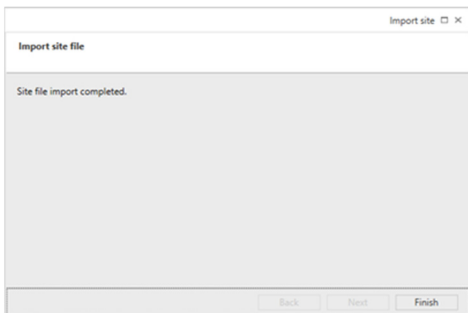 Import site
Import site file
Site file import completed.
Back Next Finish